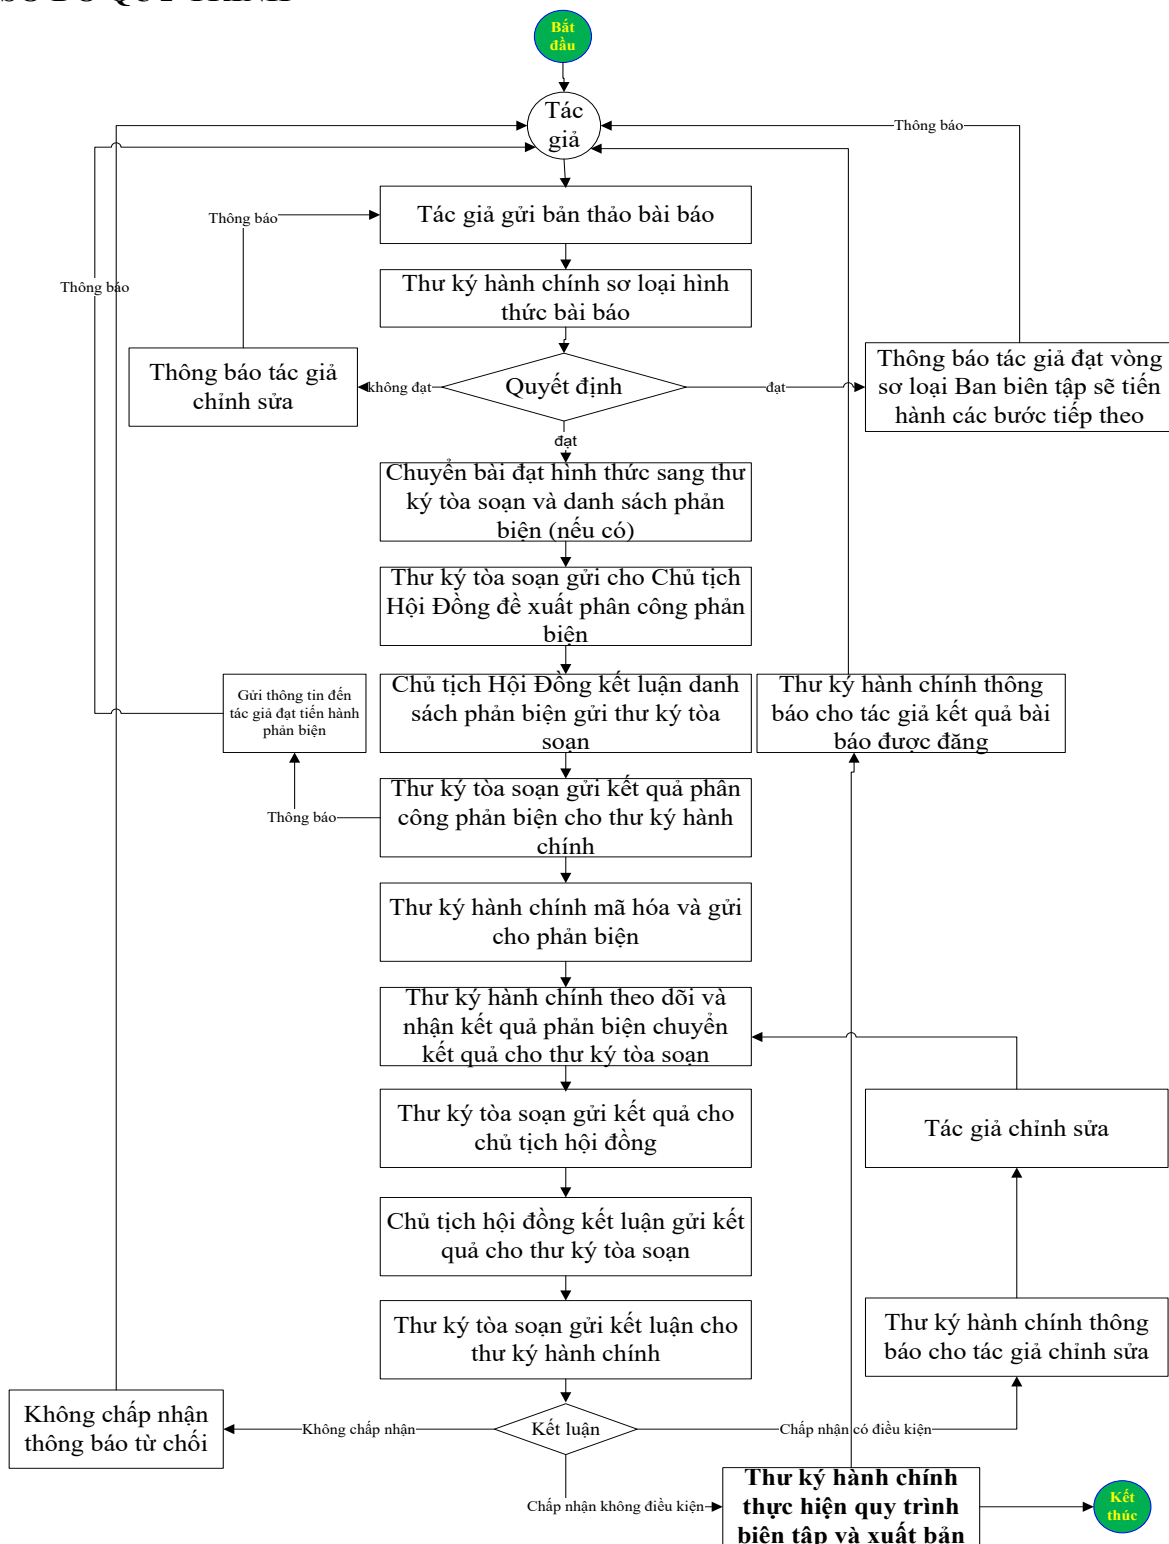 SƠ ĐỒ QUY TRÌNH
Bắt
đầu
Tác
giả
Thông báo
Tác giả gửi bản thảo bài báo
Thông báo
Thư ký hành chính sơ loại hình
thức bài báo
Thông báo
Thông báo tác giả
chỉnh sửa
không đạt
Quyết định
đạt
Thông báo tác giả đạt vòng
sơ loại Ban biên tập sẽ tiến
hành các bước tiếp theo
đạt
Chuyển bài đạt hình thức sang thư
ký tòa soạn và danh sách phản
biện (nếu có)
Thư ký tòa soạn gửi cho Chủ tịch
Hội Đồng đề xuất phân công phản
biện
Gửi thông tin đến
tác giả đạt tiến hành
phản biện
Chủ tịch Hội Đồng kết luận danh
sách phản biện gửi thư ký tòa
soạn
Thư ký hành chính thông
báo cho tác giả kết quả bài
báo được đăng
Thông báo
Thư ký tòa soạn gửi kết quả phân
công phản biện cho thư ký hành
chính
Thư ký hành chính mã hóa và gửi
cho phản biện
Thư ký hành chính theo dõi và
nhận kết quả phản biện chuyển
kết quả cho thư ký tòa soạn
Thư ký tòa soạn gửi kết quả cho
chủ tịch hội đồng
Tác giả chỉnh sửa
Chủ tịch hội đồng kết luận gửi kết
quả cho thư ký tòa soạn
Thư ký tòa soạn gửi kết luận cho
thư ký hành chính
Thư ký hành chính thông
báo cho tác giả chỉnh sửa
Không chấp nhận
thông báo từ chối
Không chấp nhận
Kết luận
Chấp nhận có điều kiện
Chấp nhận không điều kiện
Thư ký hành chính
thực hiện quy trình
biên tập và xuất bản
Kết
thúc